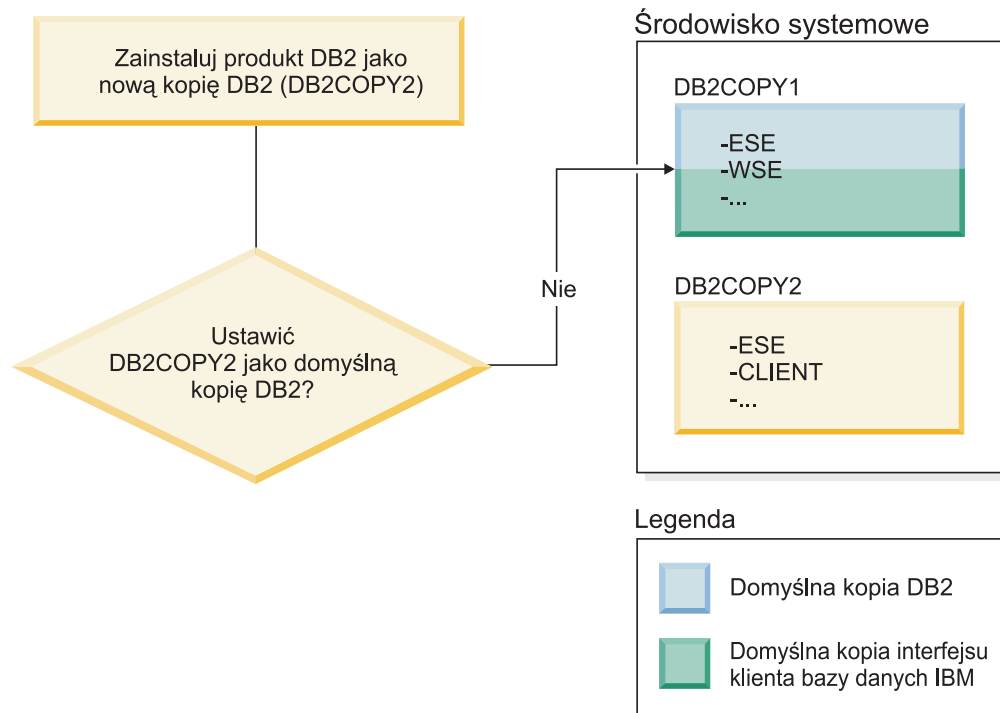 Zainstaluj produkt DB2 jako
nową kopię DB2 (DB2COPY2)
Ustawić
DB2COPY2 jako domyślną
kopię DB2?
Nie
Środowisko systemowe
DB2COPY1
-ESE
-WSE
-...
DB2COPY2
-ESE
-CLIENT
-...
Legenda
Domyślna kopia DB2
Domyślna kopia interfejsu
klienta bazy danych IBM